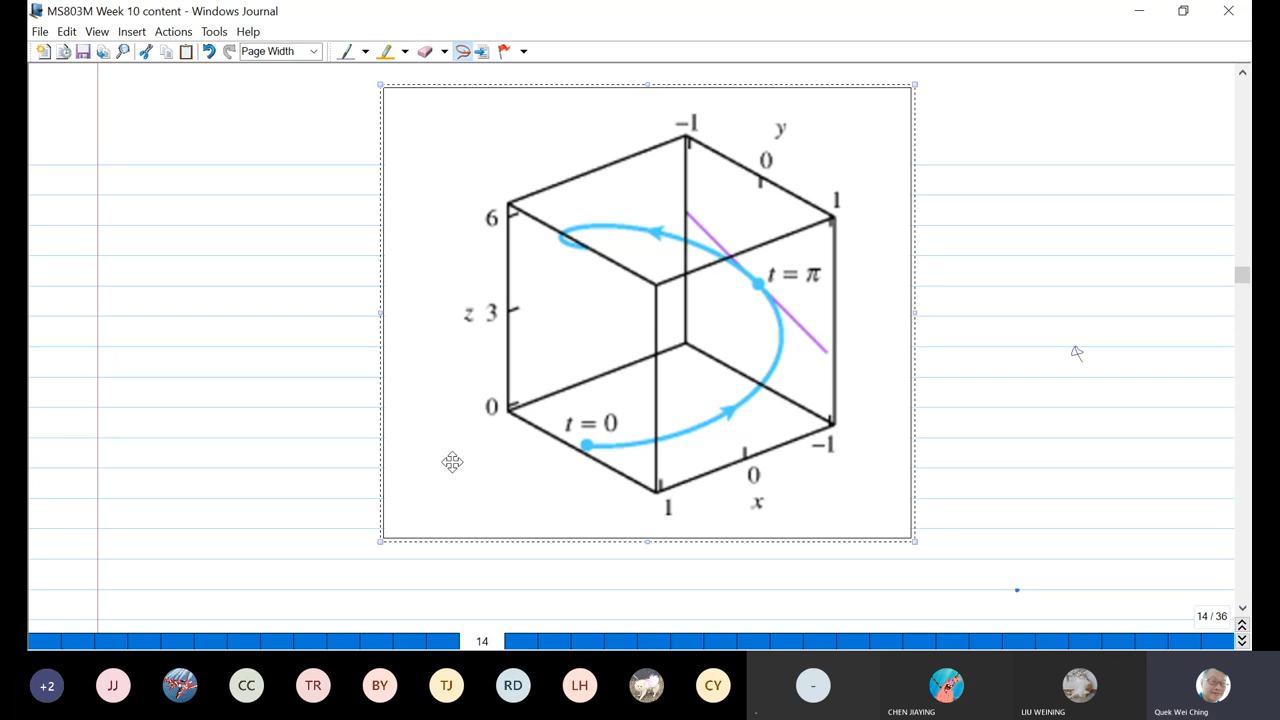 MS803M Week 10 content - Windows Journal
File Edit View Insert Actions Tools Help
Page Width
-1
y
0
1
6
t = π
z 3
0
t = 0
-1
0
1
x
14 / 36
14
+2 JJ CC TR BY TJ RD LH CY -
- CHEN JIAYING LIU WEINING Quek Wei Ching